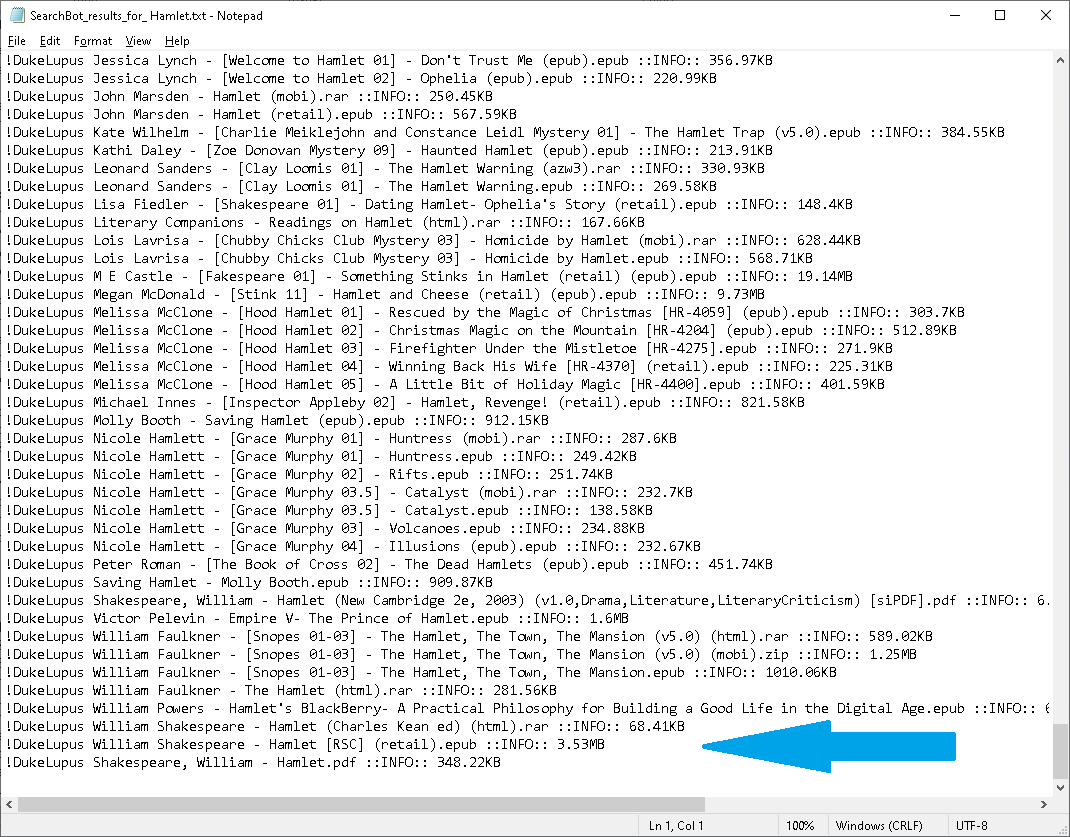 SearchBot_results_for_ Hamlet.txt - Notepad
File Edit Format View Help
!DukeLupus Jessica Lynch - [Welcome to Hamlet 01] - Don't Trust Me (epub).epub ::INFO:: 356.97KB
!DukeLupus Jessica Lynch - [Welcome to Hamlet 02] - Ophelia (epub).epub ::INFO:: 220.99KB
!DukeLupus John Marsden - Hamlet (mobi).rar ::INFO:: 250.45KB
!DukeLupus John Marsden - Hamlet (retail).epub ::INFO:: 567.59KB
!DukeLupus Kate Wilhelm - [Charlie Meiklejohn and Constance Leidl Mystery 01] - The Hamlet Trap (v5.0).epub ::INFO:: 384.55KB
!DukeLupus Kathi Daley - [Zoe Donovan Mystery 09] - Haunted Hamlet (epub).epub ::INFO:: 213.91KB
!DukeLupus Leonard Sanders - [Clay Loomis 01] - The Hamlet Warning (azw3).rar ::INFO:: 330.93KB
!DukeLupus Leonard Sanders - [Clay Loomis 01] - The Hamlet Warning.epub ::INFO:: 269.58KB
!DukeLupus Lisa Fiedler - [Shakespeare 01] - Dating Hamlet- Ophelia's Story (retail).epub ::INFO:: 148.4KB
!DukeLupus Literary Companions - Readings on Hamlet (html).rar ::INFO:: 167.66KB
!DukeLupus Lois Lavrisa - [Chubby Chicks Club Mystery 03] - Homicide by Hamlet (mobi).rar ::INFO:: 628.44KB
!DukeLupus Lois Lavrisa - [Chubby Chicks Club Mystery 03] - Homicide by Hamlet.epub ::INFO:: 568.71KB
!DukeLupus M E Castle - [Fakespeare 01] - Something Stinks in Hamlet (retail) (epub).epub ::INFO:: 19.14MB
!DukeLupus Megan McDonald - [Stink 11] - Hamlet and Cheese (retail) (epub).epub ::INFO:: 9.73MB
!DukeLupus Melissa McClone - [Hood Hamlet 01] - Rescued by the Magic of Christmas [HR-4059] (epub).epub ::INFO:: 303.7KB
!DukeLupus Melissa McClone - [Hood Hamlet 02] - Christmas Magic on the Mountain [HR-4204] (epub).epub ::INFO:: 512.89KB
!DukeLupus Melissa McClone - [Hood Hamlet 03] - Firefighter Under the Mistletoe [HR-4275].epub ::INFO:: 271.9KB
!DukeLupus Melissa McClone - [Hood Hamlet 04] - Winning Back His Wife [HR-4370] (retail).epub ::INFO:: 225.31KB
!DukeLupus Melissa McClone - [Hood Hamlet 05] - A Little Bit of Holiday Magic [HR-4400].epub ::INFO:: 401.59KB
!DukeLupus Michael Innes - [Inspector Appleby 02] - Hamlet, Revenge! (retail).epub ::INFO:: 821.58KB
!DukeLupus Molly Booth - Saving Hamlet (epub).epub ::INFO:: 912.15KB
!DukeLupus Nicole Hamlett - [Grace Murphy 01] - Huntress (mobi).rar ::INFO:: 287.6KB
!DukeLupus Nicole Hamlett - [Grace Murphy 01] - Huntress.epub ::INFO:: 249.42KB
!DukeLupus Nicole Hamlett - [Grace Murphy 02] - Rifts.epub ::INFO:: 251.74KB
!DukeLupus Nicole Hamlett - [Grace Murphy 03.5] - Catalyst (mobi).rar ::INFO:: 232.7KB
!DukeLupus Nicole Hamlett - [Grace Murphy 03.5] - Catalyst.epub ::INFO:: 138.58KB
!DukeLupus Nicole Hamlett - [Grace Murphy 03] - Volcanoes.epub ::INFO:: 234.88KB
!DukeLupus Nicole Hamlett - [Grace Murphy 04] - Illusions (epub).epub ::INFO:: 232.67KB
!DukeLupus Peter Roman - [The Book of Cross 02] - The Dead Hamlets (epub).epub ::INFO:: 451.74KB
!DukeLupus Saving Hamlet - Molly Booth.epub ::INFO:: 909.87KB
!DukeLupus Shakespeare, William - Hamlet (New Cambridge 2e, 2003) (v1.0,Drama,Literature,LiteraryCriticism) [siPDF].pdf ::INFO:: 6.
!DukeLupus Victor Pelevin - Empire V- The Prince of Hamlet.epub ::INFO:: 1.6MB
!DukeLupus William Faulkner - [Snopes 01-03] - The Hamlet, The Town, The Mansion (v5.0) (html).rar ::INFO:: 589.02KB
!DukeLupus William Faulkner - [Snopes 01-03] - The Hamlet, The Town, The Mansion (v5.0) (mobi).zip ::INFO:: 1.25MB
!DukeLupus William Faulkner - [Snopes 01-03] - The Hamlet, The Town, The Mansion.epub ::INFO:: 1010.06KB
!DukeLupus William Faulkner - The Hamlet (html).rar ::INFO:: 281.56KB
!DukeLupus William Powers - Hamlet's BlackBerry- A Practical Philosophy for Building a Good Life in the Digital Age.epub ::INFO::
!DukeLupus William Shakespeare - Hamlet (Charles Kean ed) (html).rar ::INFO:: 68.41KB
!DukeLupus William Shakespeare - Hamlet [RSC] (retail).epub ::INFO:: 3.53MB
!DukeLupus Shakespeare, William - Hamlet.pdf ::INFO:: 348.22KB
Ln 1, Col 1 100% Windows (CRLF) UTF-8